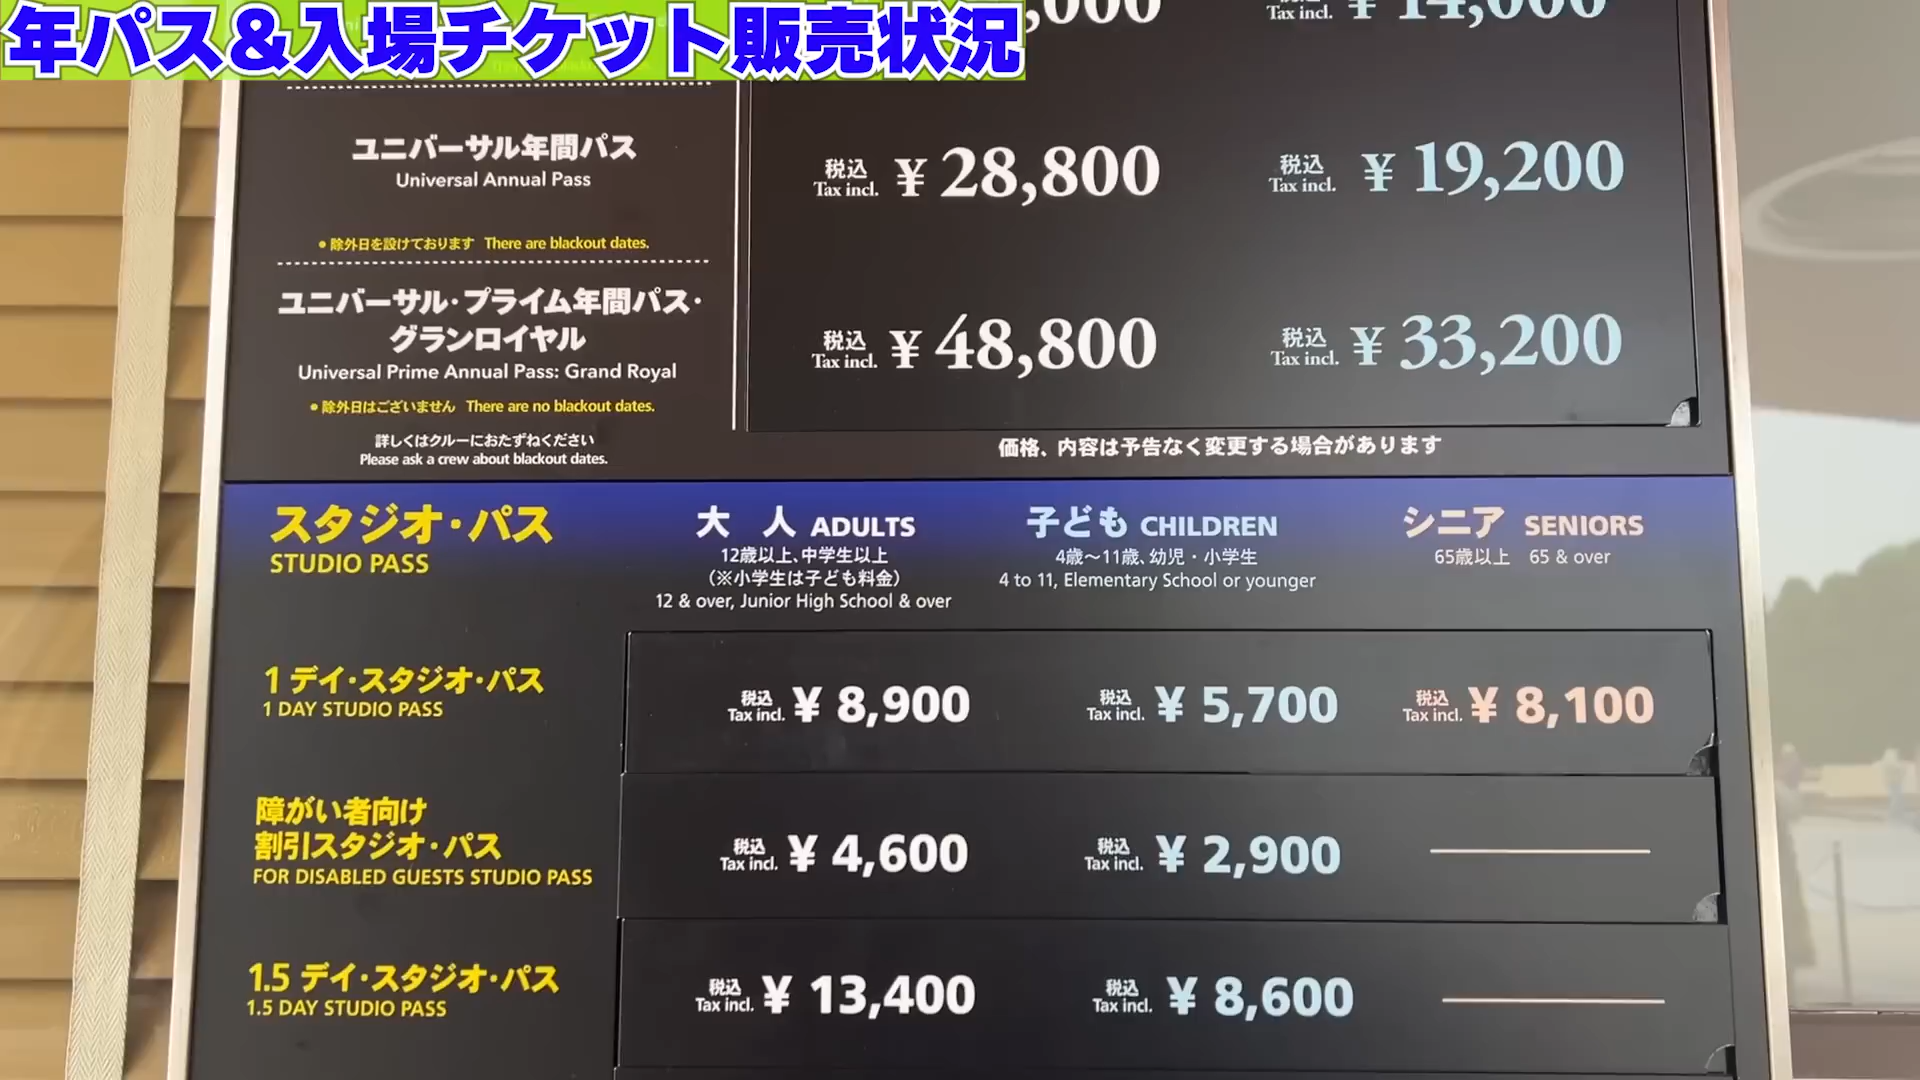 年パス&入場チケット販売状況
,000 税込 Tax incl. ¥ 14,000
ユニバーサル年間パス
Universal Annual Pass
税込 Tax incl. ¥ 28,800
税込 Tax incl. ¥ 19,200
● 除外日を設けております There are blackout dates.
ユニバーサル・プライム年間パス・
グランロイヤル
Universal Prime Annual Pass: Grand Royal
税込 Tax incl. ¥ 48,800
税込 Tax incl. ¥ 33,200
● 除外日はございません There are no blackout dates.
詳しくはクルーにおたずねください
Please ask a crew about blackout dates.
価格、内容は予告なく変更する場合があります
スタジオ・パス
STUDIO PASS
大 人 ADULTS
12歳以上、中学生以上
(※小学生は子ども料金)
12 & over, Junior High School & over
子ども CHILDREN
4歳〜11歳、幼児・小学生
4 to 11, Elementary School or younger
シニア SENIORS
65歳以上 65 & over
1 デイ・スタジオ・パス
1 DAY STUDIO PASS
税込 Tax incl. ¥ 8,900
税込 Tax incl. ¥ 5,700
税込 Tax incl. ¥ 8,100
障がい者向け
割引スタジオ・パス
FOR DISABLED GUESTS STUDIO PASS
税込 Tax incl. ¥ 4,600
税込 Tax incl. ¥ 2,900
1.5 デイ・スタジオ・パス
1.5 DAY STUDIO PASS
税込 Tax incl. ¥ 13,400
税込 Tax incl. ¥ 8,600